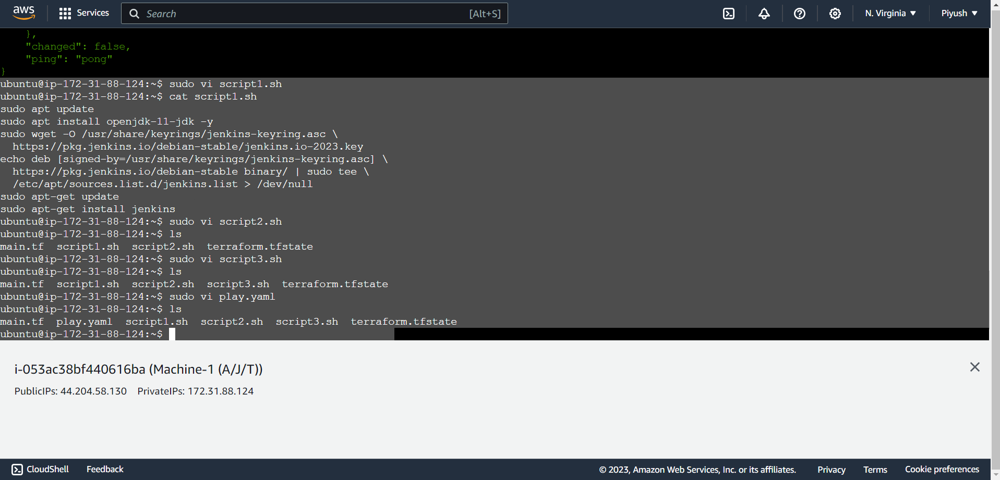 aws
Services
Search
[Alt+S]
N. Virginia ▼
Piyush ▼
},
"changed": false,
"ping": "pong"
}
ubuntu@ip-172-31-88-124:~$ sudo vi script1.sh
ubuntu@ip-172-31-88-124:~$ cat script1.sh
sudo apt update
sudo apt install openjdk-11-jdk -y
sudo wget -O /usr/share/keyrings/jenkins-keyring.asc \
https://pkg.jenkins.io/debian-stable/jenkins.io-2023.key
echo deb [signed-by=/usr/share/keyrings/jenkins-keyring.asc] \
https://pkg.jenkins.io/debian-stable binary/ | sudo tee \
/etc/apt/sources.list.d/jenkins.list > /dev/null
sudo apt-get update
sudo apt-get install jenkins
ubuntu@ip-172-31-88-124:~$ sudo vi script2.sh
ubuntu@ip-172-31-88-124:~$ ls
main.tf  script1.sh  script2.sh  terraform.tfstate
ubuntu@ip-172-31-88-124:~$ sudo vi script3.sh
ubuntu@ip-172-31-88-124:~$ ls
main.tf  script1.sh  script2.sh  script3.sh  terraform.tfstate
ubuntu@ip-172-31-88-124:~$ sudo vi play.yaml
ubuntu@ip-172-31-88-124:~$ ls
main.tf  play.yaml  script1.sh  script2.sh  script3.sh  terraform.tfstate
ubuntu@ip-172-31-88-124:~$
i-053ac38bf440616ba (Machine-1 (A/J/T))
PublicIPs: 44.204.58.130 PrivateIPs: 172.31.88.124
CloudShell
Feedback
© 2023, Amazon Web Services, Inc. or its affiliates.
Privacy
Terms
Cookie preferences